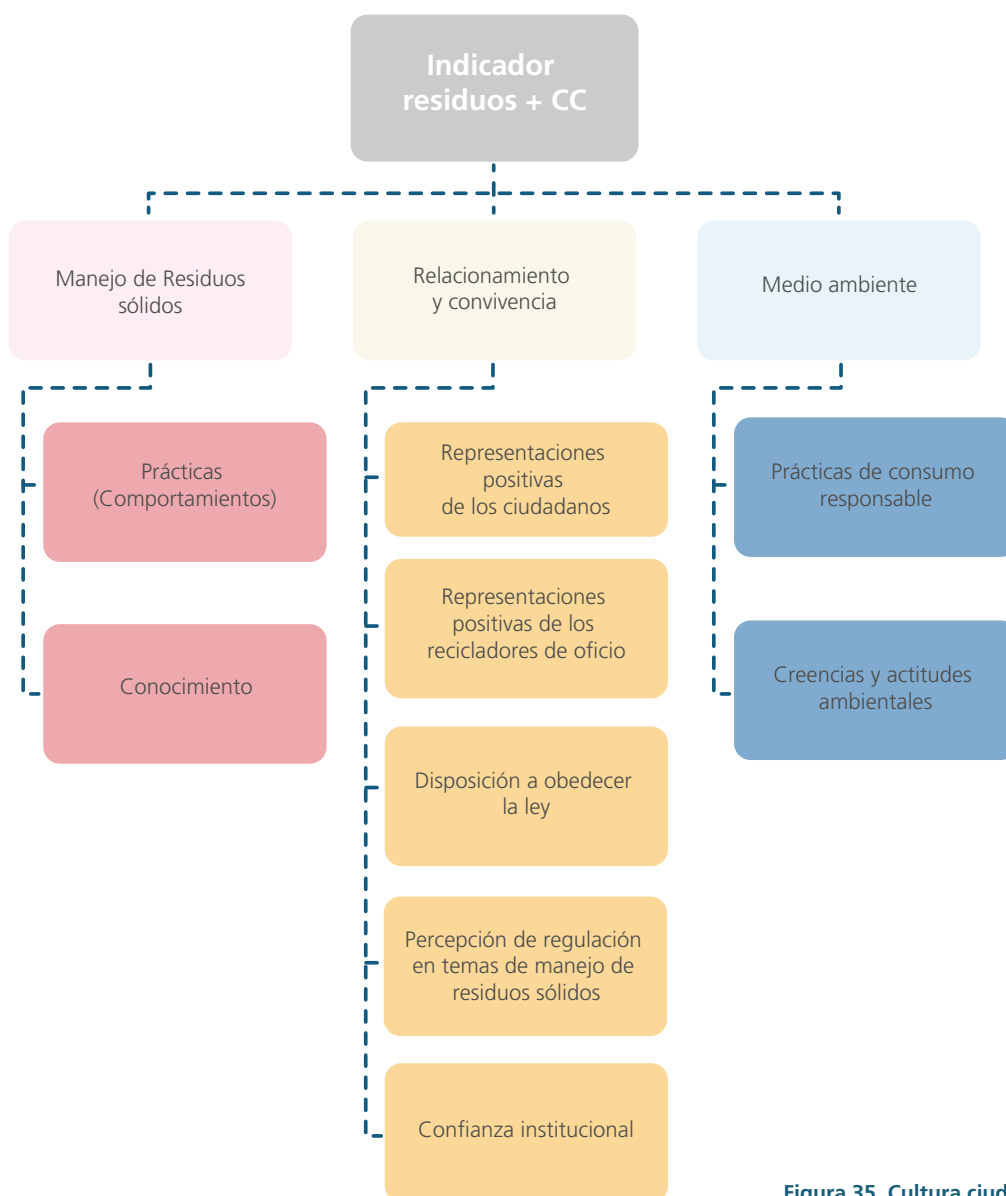 Indicador
residuos + CC
Manejo de Residuos
sólidos
Relacionamiento
y convivencia
Medio ambiente
Prácticas
(Comportamientos)
Conocimiento
Representaciones
positivas
de los ciudadanos
Representaciones
positivas de los
recicladores de oficio
Disposición a obedecer
la ley
Percepción de regulación
en temas de manejo de
residuos sólidos
Confianza institucional
Prácticas de consumo
responsable
Creencias y actitudes
ambientales
Figura 35. Cultura ciud